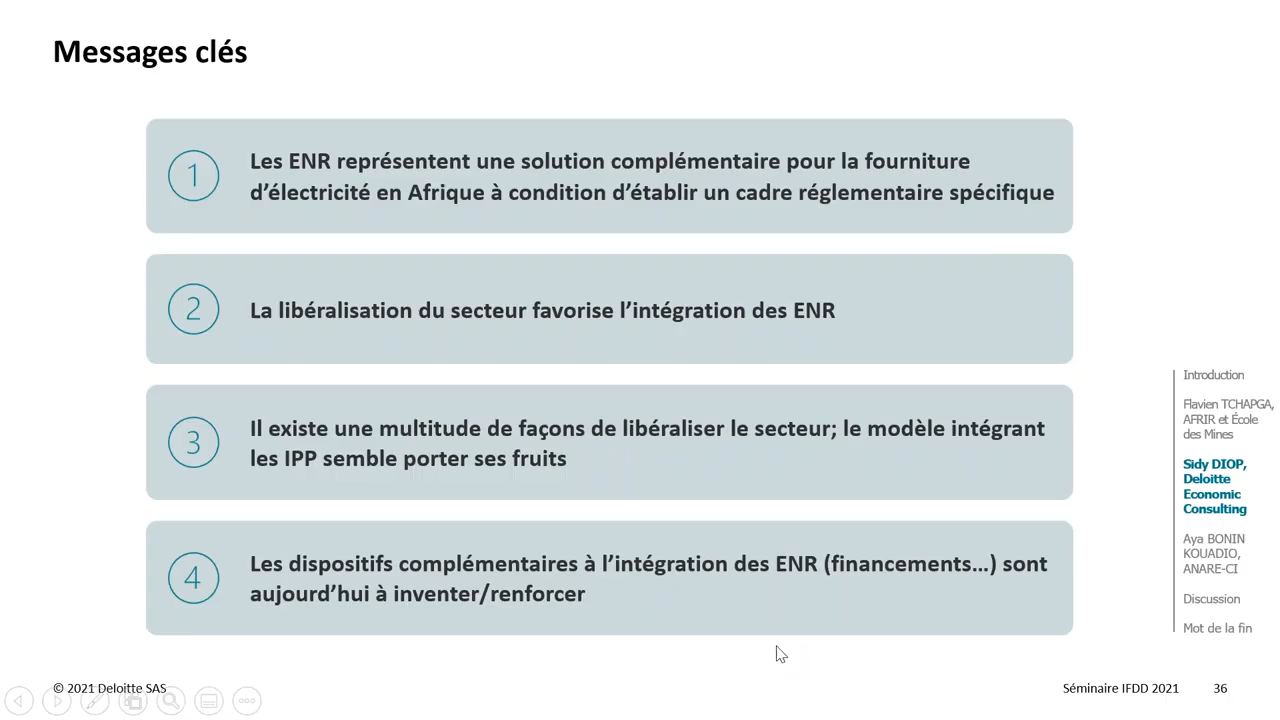 Messages clés
1
Les ENR représentent une solution complémentaire pour la fourniture
d’électricité en Afrique à condition d’établir un cadre réglementaire spécifique
2
La libéralisation du secteur favorise l’intégration des ENR
3
Il existe une multitude de façons de libéraliser le secteur; le modèle intégrant
les IPP semble porter ses fruits
4
Les dispositifs complémentaires à l’intégration des ENR (financements…) sont
aujourd’hui à inventer/renforcer
Introduction
Flavien TCHAPGA,
AFRIR et École
des Mines
Sidy DIOP,
Deloitte
Economic
Consulting
Aya BONIN
KOUADIO,
ANARE-CI
Discussion
Mot de la fin
© 2021 Deloitte SAS
Séminaire IFDD 2021
36